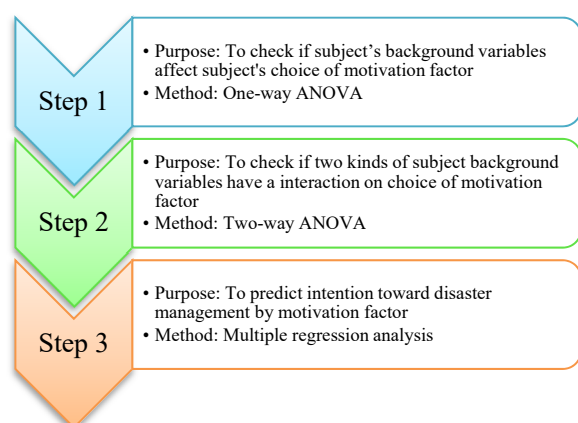 Step 1
• Purpose: To check if subject’s background variables
affect subject's choice of motivation factor
• Method: One-way ANOVA
Step 2
• Purpose: To check if two kinds of subject background
variables have a interaction on choice of motivation
factor
• Method: Two-way ANOVA
Step 3
• Purpose: To predict intention toward disaster
management by motivation factor
• Method: Multiple regression analysis